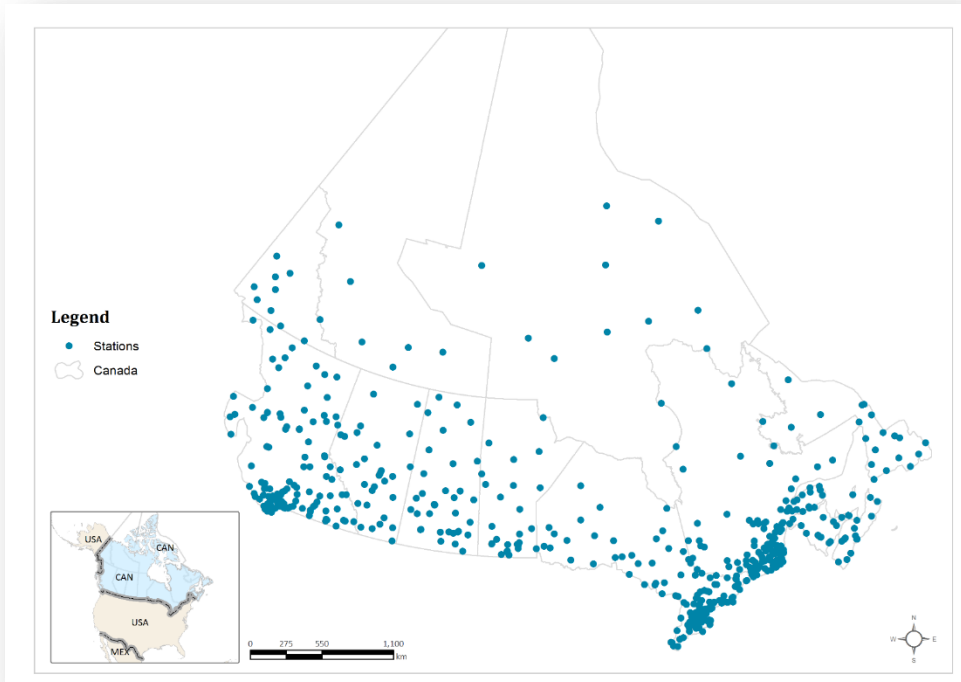 Legend
Stations
Canada
USA
CAN
CAN
USA
MEX
0 275 550 1,100
km
N
W E
S